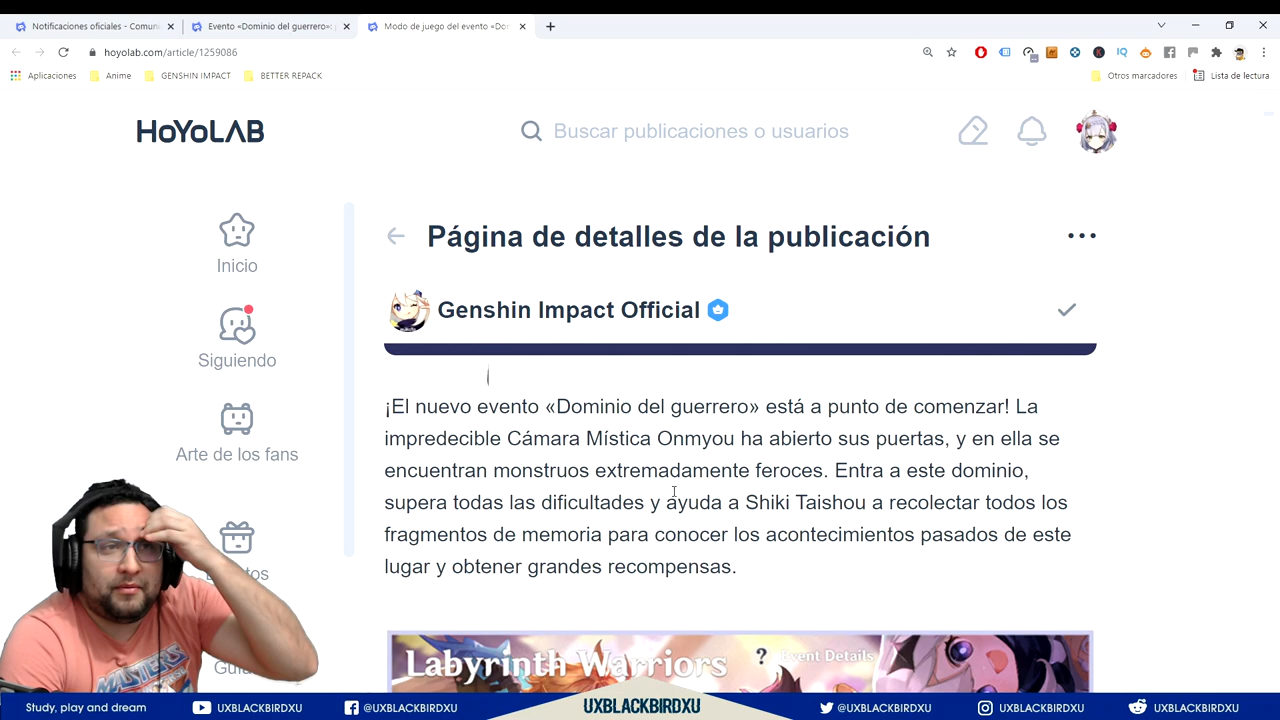 Notificaciones oficiales - Comuni
Evento «Dominio del guerrero»:
Modo de juego del evento «Do
hoyolab.com/article/1259086
Aplicaciones
Anime
GENSHIN IMPACT
BETTER REPACK
Otros marcadores
Lista de lectura
HoYoLAB
Buscar publicaciones o usuarios
Inicio
Siguiendo
Arte de los fans
Página de detalles de la publicación
Genshin Impact Official
¡El nuevo evento «Dominio del guerrero» está a punto de comenzar! La
impredecible Cámara Mística Onmyou ha abierto sus puertas, y en ella se
encuentran monstruos extremadamente feroces. Entra a este dominio,
supera todas las dificultades y ayuda a Shiki Taishou a recolectar todos los
fragmentos de memoria para conocer los acontecimientos pasados de este
lugar y obtener grandes recompensas.
Labyrinth Warriors
? Event Details
MASTERS
Study, play and dream
UXBLACKBIRDXU
@UXBLACKBIRDXU
UXBLACKBIRDXU
@UXBLACKBIRDXU
UXBLACKBIRDXU
UXBLACKBIRDXU